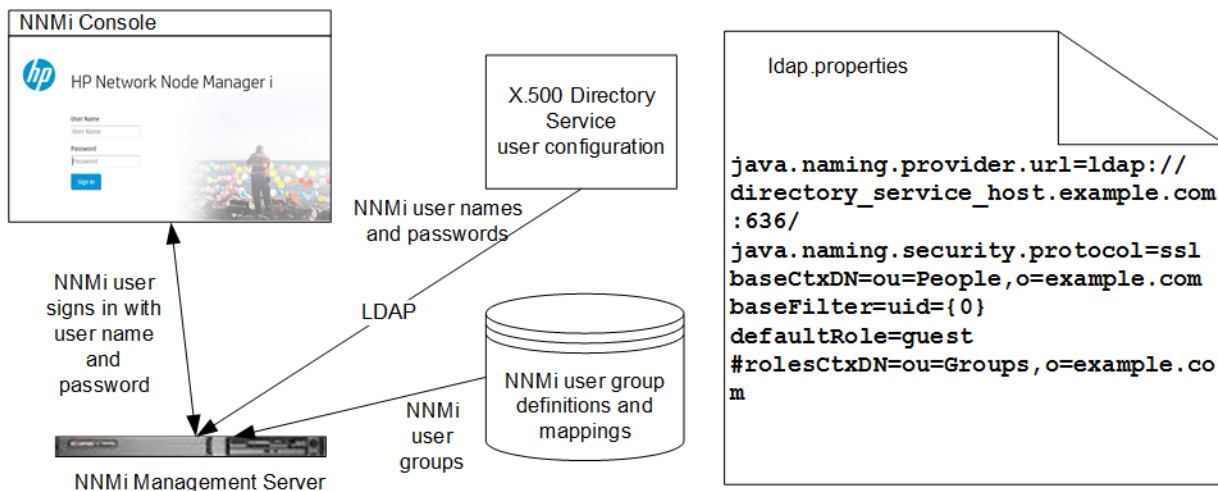 NNMi Console
hp
HP Network Node Manager i
User Name
User Name
Password
Password
Sign In
NNMi user
signs in with
user name
and
password
NNMi Management Server
X.500 Directory
Service
user configuration
NNMi user names
and passwords
LDAP
NNMi user group
definitions and
mappings
NNMi
user
groups
ldap.properties
java.naming.provider.url=ldap://
directory_service_host.example.com
:636/
java.naming.security.protocol=ssl
baseCtxDN=ou=People,o=example.com
baseFilter=uid={0}
defaultRole=guest
#rolesCtxDN=ou=Groups,o=example.co
m